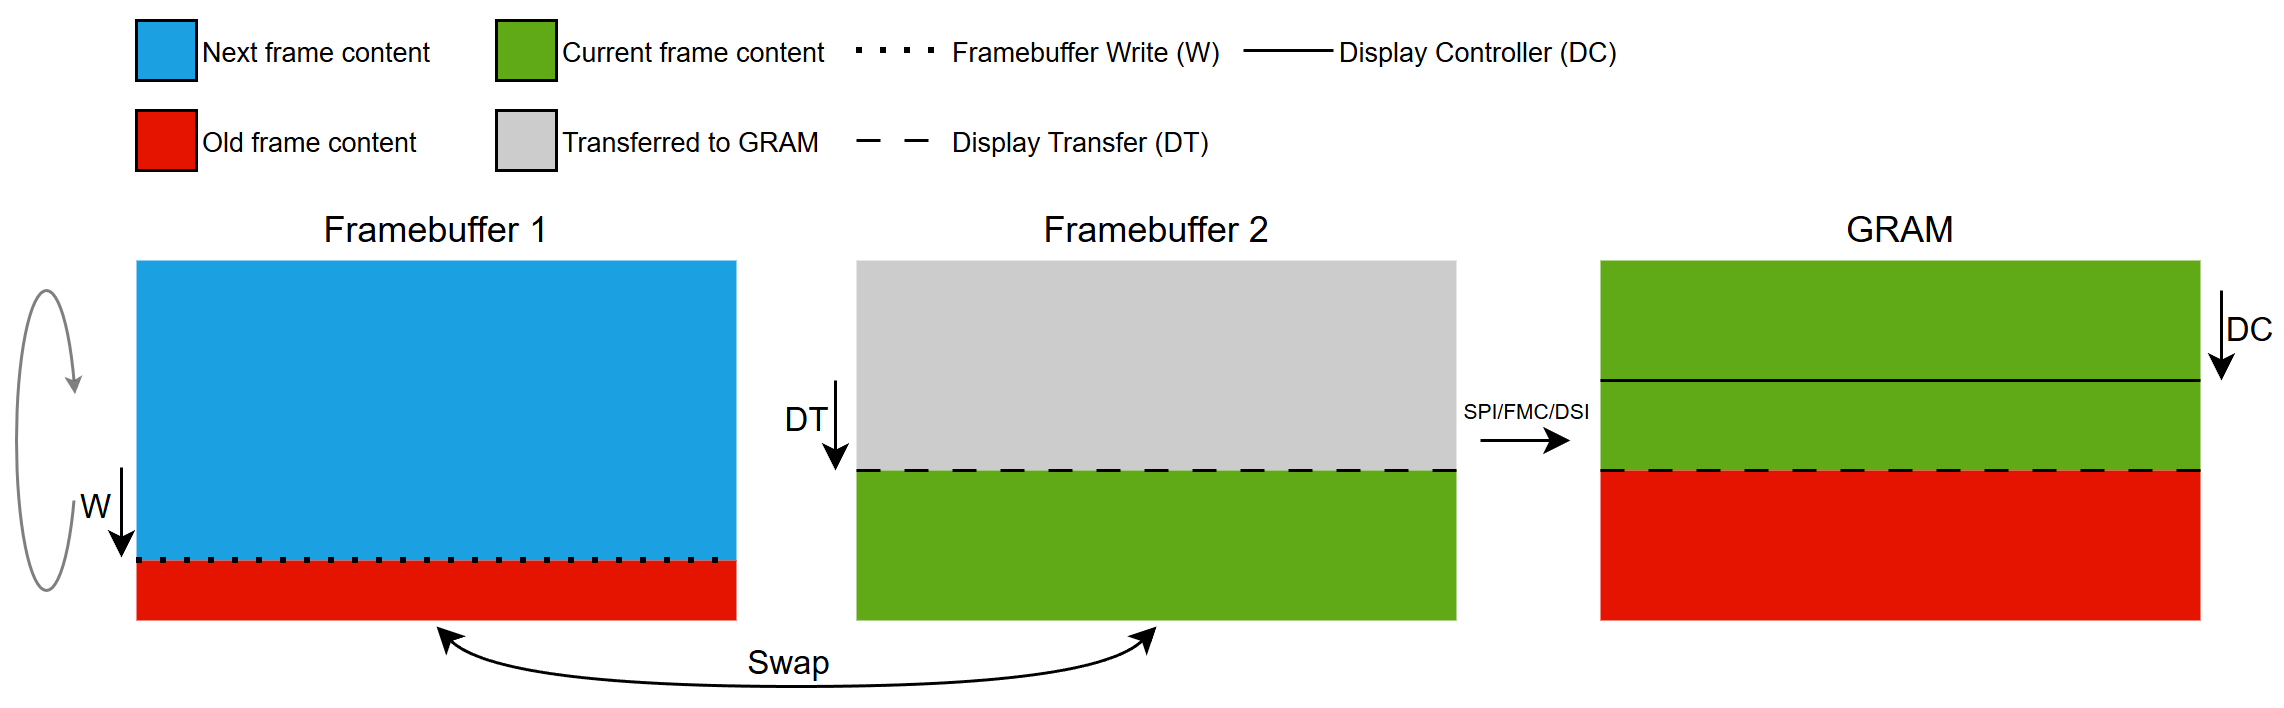 Next frame content
Current frame content
Framebuffer Write (W)
Display Controller (DC)
Old frame content
Transferred to GRAM
Display Transfer (DT)
Framebuffer 1
Framebuffer 2
GRAM
DC
DT
SPI/FMC/DSI
W
Swap